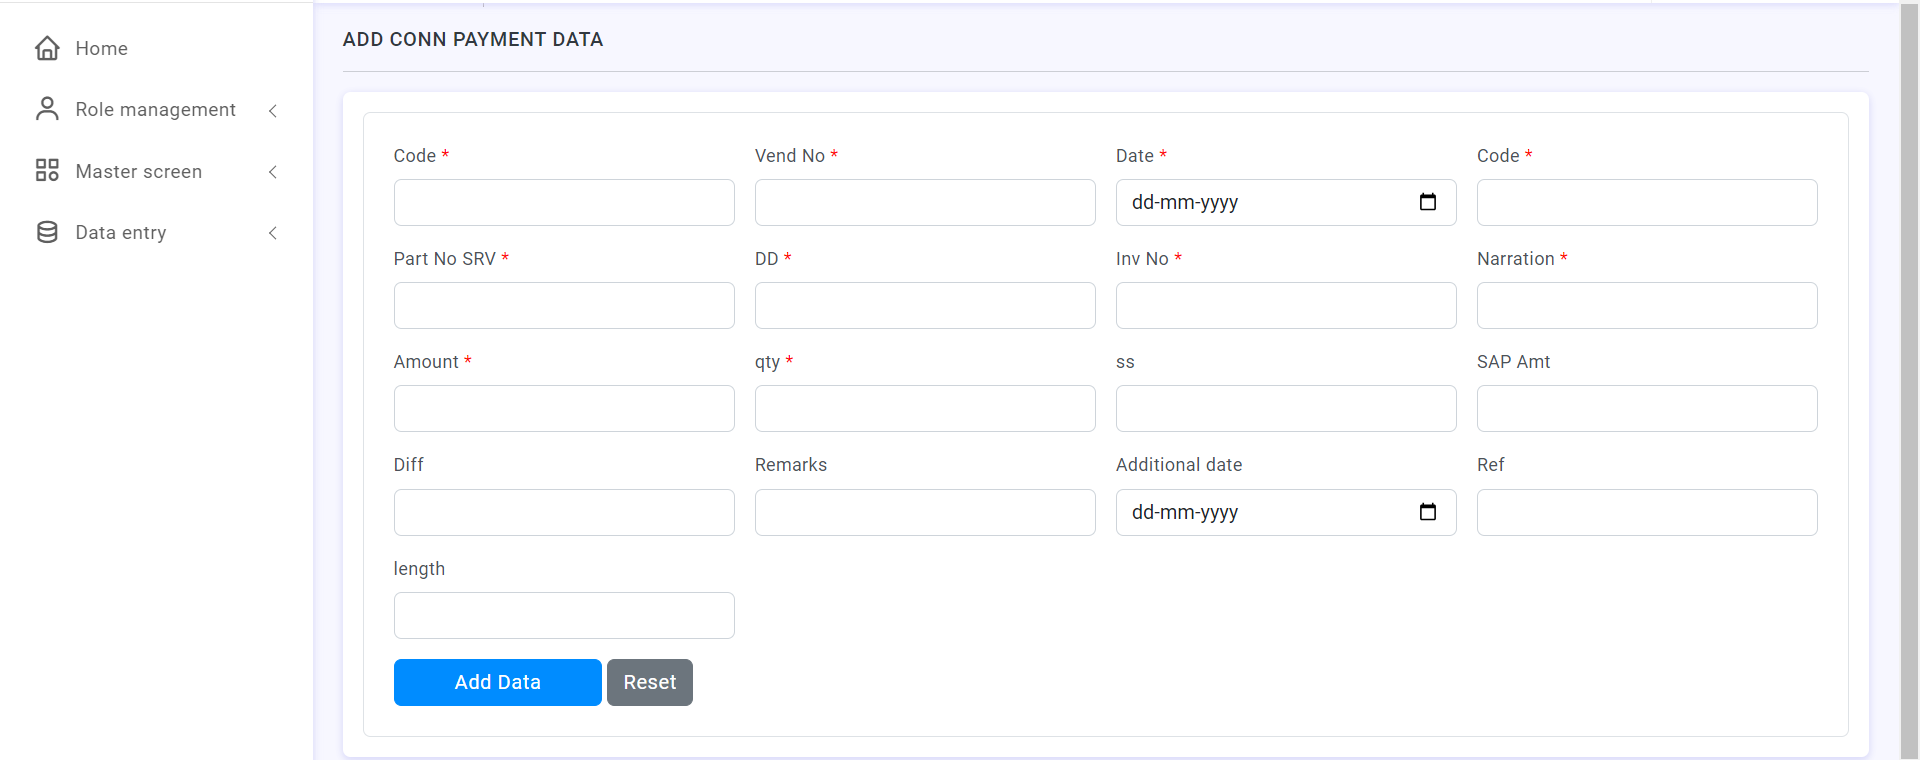 Home
Role management
Master screen
Data entry
ADD CONN PAYMENT DATA
Code * Vend No * Date * Code *
dd-mm-yyyy
Part No SRV * DD * Inv No * Narration *
Amount * qty * ss SAP Amt
Diff Remarks Additional date Ref
dd-mm-yyyy
length
Add Data Reset